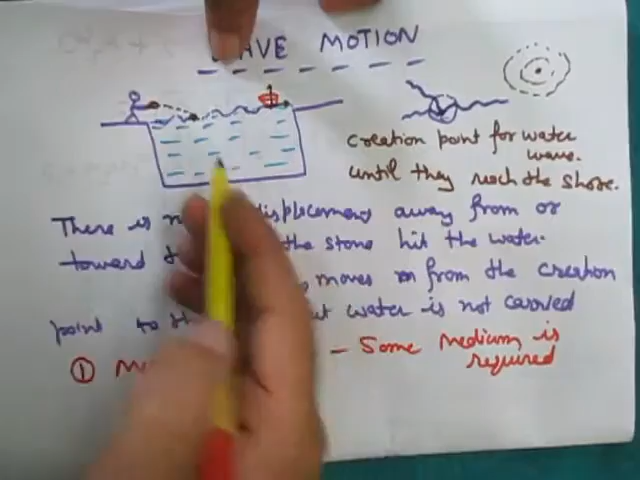 WAVE MOTION
creation point for water
wave.
until they reach the shore.
There is displacement away from or
toward the stone hit the water.
moves from the creation
point to water is not carried
① - Some medium is
required